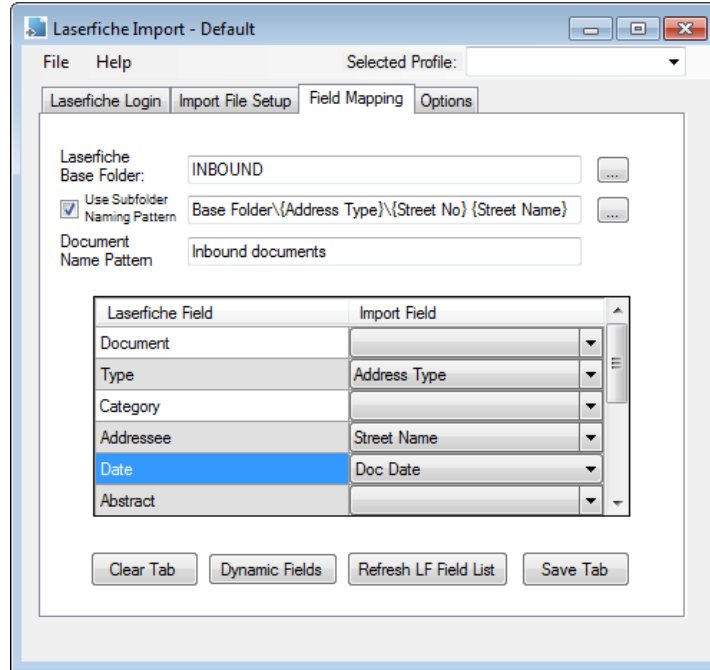 Laserfiche Import - Default
File Help Selected Profile:
Laserfiche Login Import File Setup Field Mapping Options
Laserfiche
Base Folder: INBOUND ...
Use Subfolder
Naming Pattern Base Folder\{Address Type}\{Street No} {Street Name} ...
Document
Name Pattern Inbound documents
Laserfiche Field Import Field
Document
Type Address Type
Category
Addressee Street Name
Date Doc Date
Abstract
Clear Tab Dynamic Fields Refresh LF Field List Save Tab